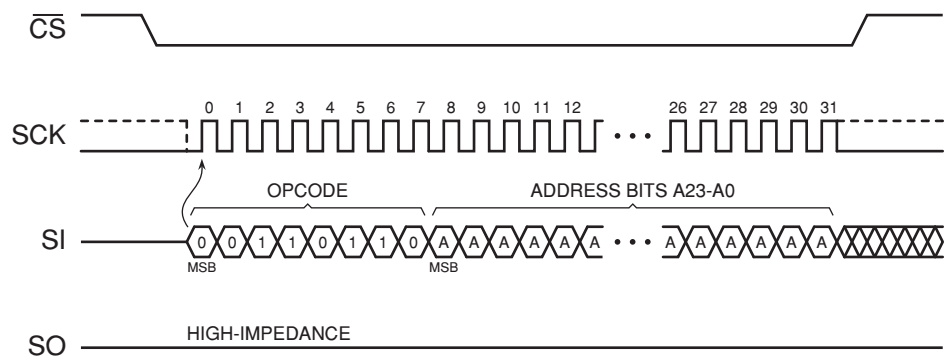 CS
0 1 2 3 4 5 6 7 8 9 10 11 12 26 27 28 29 30 31
SCK
OPCODE ADDRESS BITS A23-A0
SI 0 0 1 1 0 1 1 0 A A A A A A A A A A A A
MSB MSB
HIGH-IMPEDANCE
SO